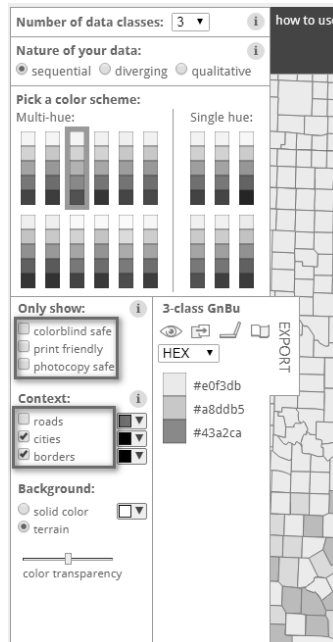 Number of data classes: 3
how to use
Nature of your data:
sequential diverging qualitative
Pick a color scheme:
Multi-hue: Single hue:
Only show:
colorblind safe
print friendly
photocopy safe
Context:
roads
cities
borders
Background:
solid color
terrain
color transparency
3-class GnBu
EXPORT
HEX
#e0f3db
#a8ddb5
#43a2ca